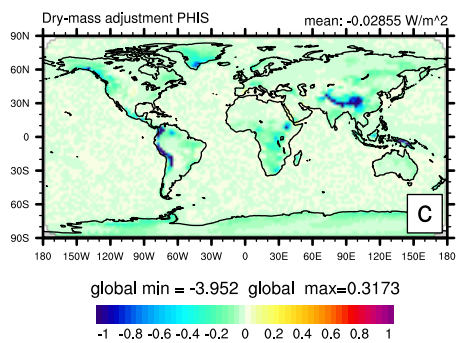 Dry-mass adjustment PHIS mean: -0.02855 W/m^2
90N
60N
30N
0
30S
60S
90S
C
180 150W 120W 90W 60W 30W 0 30E 60E 90E 120E 150E 180
global min = -3.952 global max=0.3173
-1 -0.8 -0.6 -0.4 -0.2 0 0.2 0.4 0.6 0.8 1